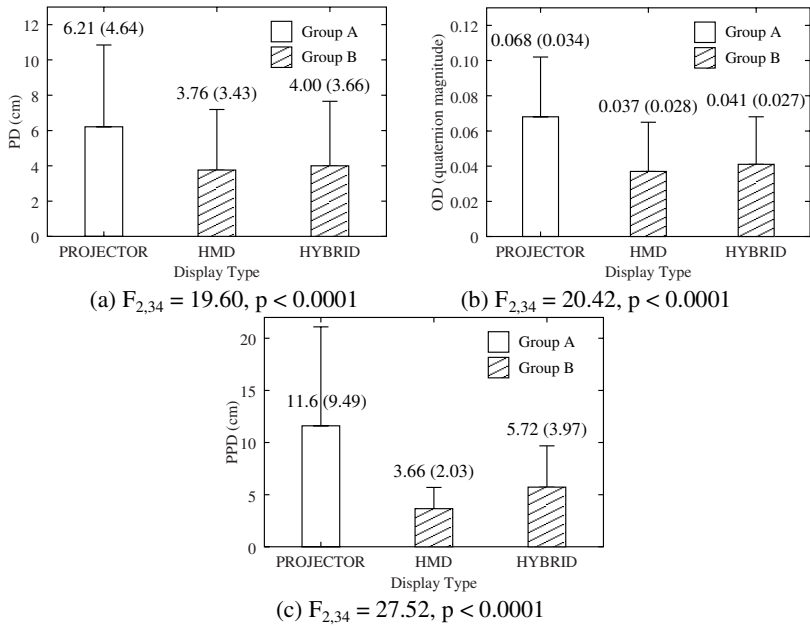 12
10
8
6
4
2
0
PD (cm)
6.21 (4.64)
3.76 (3.43)
4.00 (3.66)
Group A
Group B
PROJECTOR HMD HYBRID
Display Type
(a) F2,34 = 19.60, p < 0.0001
0.12
0.10
0.08
0.06
0.04
0.02
0
OD (quaternion magnitude)
0.068 (0.034)
0.037 (0.028)
0.041 (0.027)
Group A
Group B
PROJECTOR HMD HYBRID
Display Type
(b) F2,34 = 20.42, p < 0.0001
20
15
10
5
0
PPD (cm)
11.6 (9.49)
3.66 (2.03)
5.72 (3.97)
Group A
Group B
PROJECTOR HMD HYBRID
Display Type
(c) F2,34 = 27.52, p < 0.0001